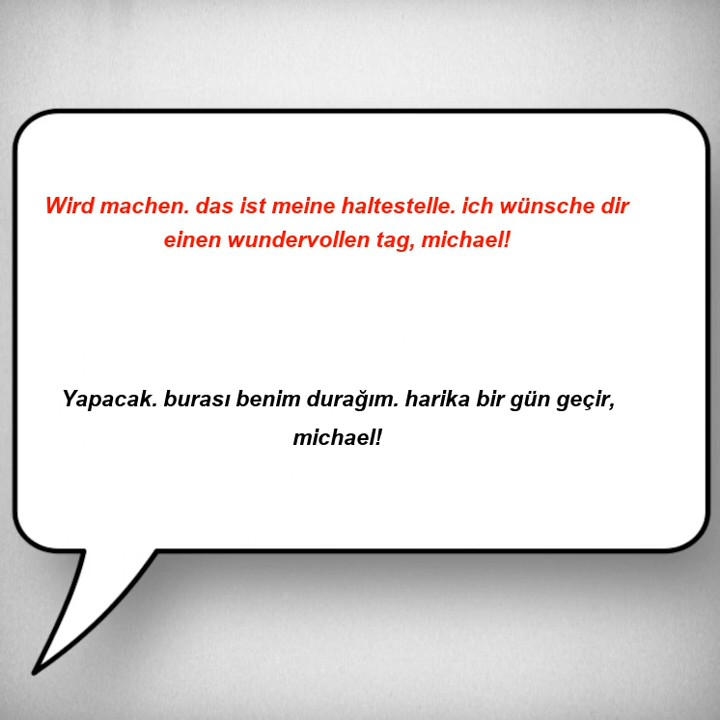 Wird machen. das ist meine haltestelle. ich wünsche dir
einen wundervollen tag, michael!
Yapacak. burası benim durağım. harika bir gün geçir,
michael!